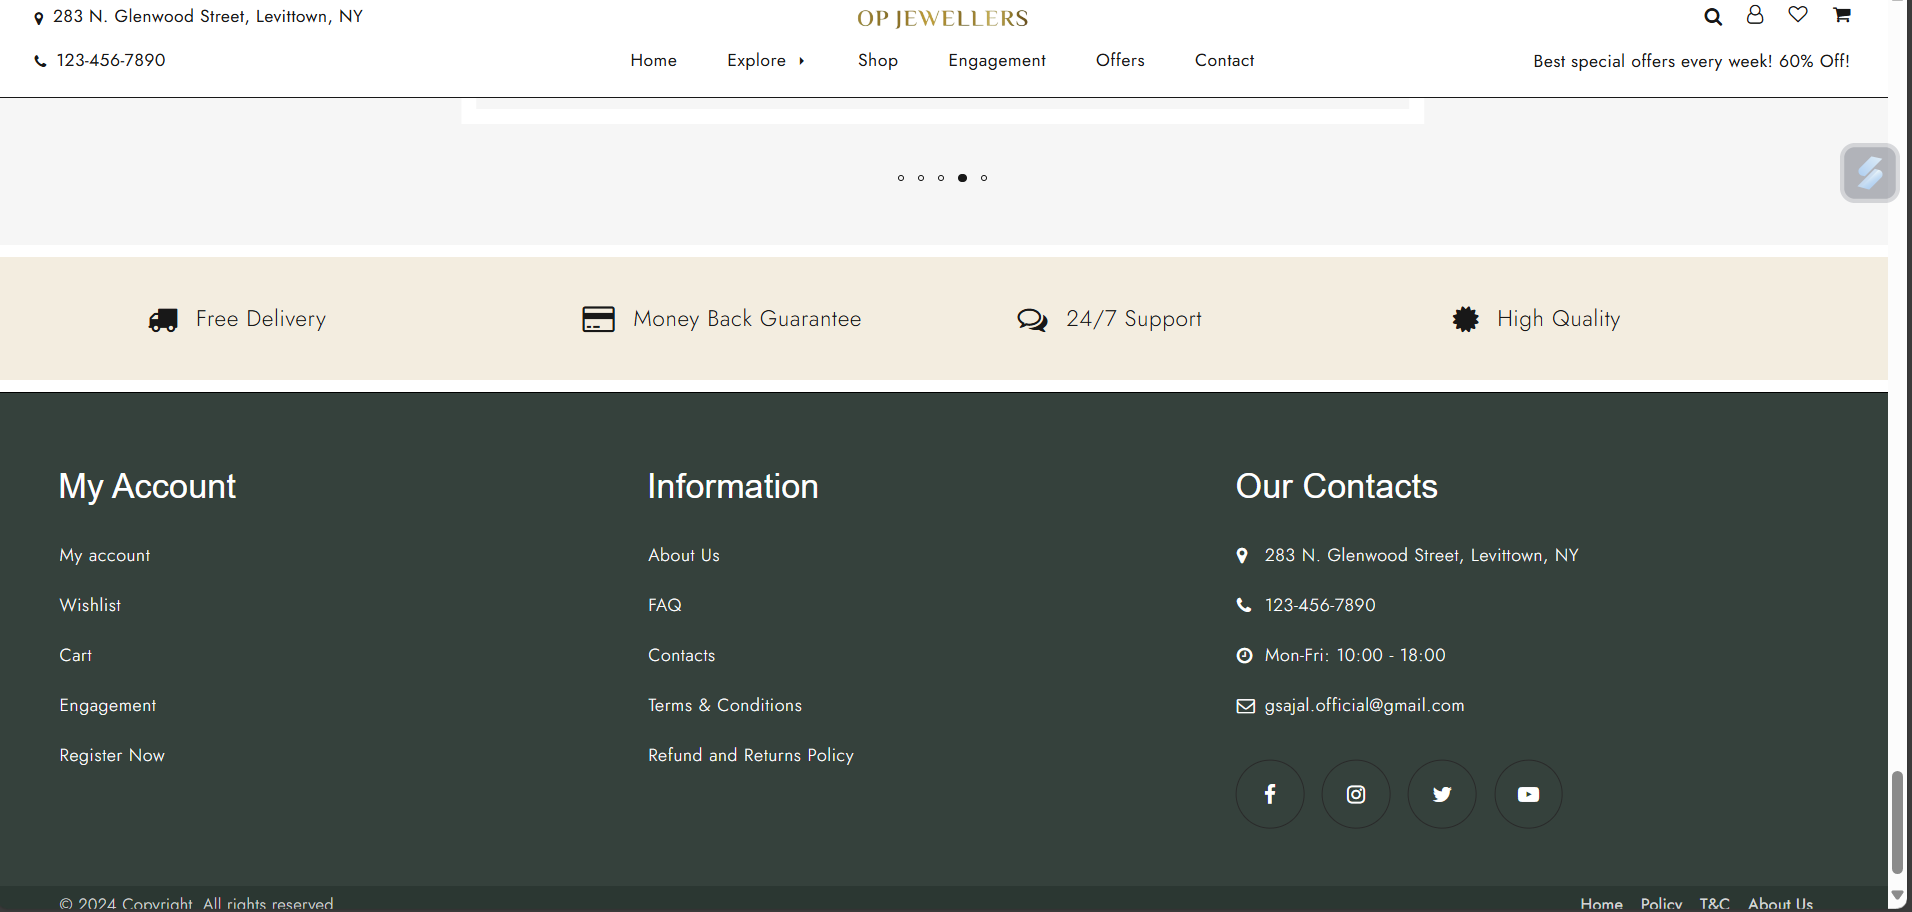 283 N. Glenwood Street, Levittown, NY
OP JEWELLERS
123-456-7890
Home
Explore
Shop
Engagement
Offers
Contact
Best special offers every week! 60% Off!
Free Delivery
Money Back Guarantee
24/7 Support
High Quality
My Account
My account
Wishlist
Cart
Engagement
Register Now
Information
About Us
FAQ
Contacts
Terms & Conditions
Refund and Returns Policy
Our Contacts
283 N. Glenwood Street, Levittown, NY
123-456-7890
Mon-Fri: 10:00 - 18:00
gsajal.official@gmail.com
© 2024 Copyright. All rights reserved
Home
Policy
T&C
About Us